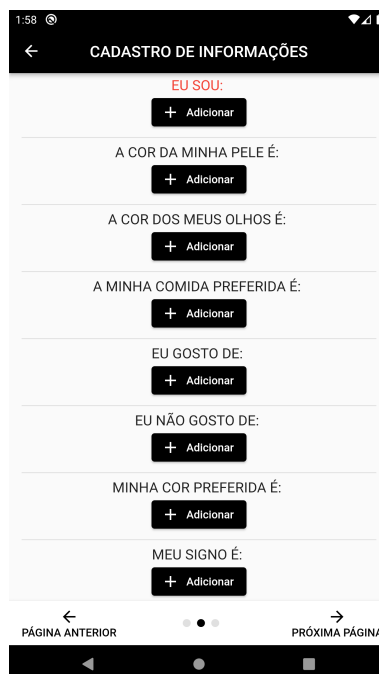 1:58
CADASTRO DE INFORMAÇÕES
EU SOU:
Adicionar
A COR DA MINHA PELE É:
Adicionar
A COR DOS MEUS OLHOS É:
Adicionar
A MINHA COMIDA PREFERIDA É:
Adicionar
EU GOSTO DE:
Adicionar
EU NÃO GOSTO DE:
Adicionar
MINHA COR PREFERIDA É:
Adicionar
MEU SIGNO É:
Adicionar
PÁGINA ANTERIOR
PRÓXIMA PÁGINA